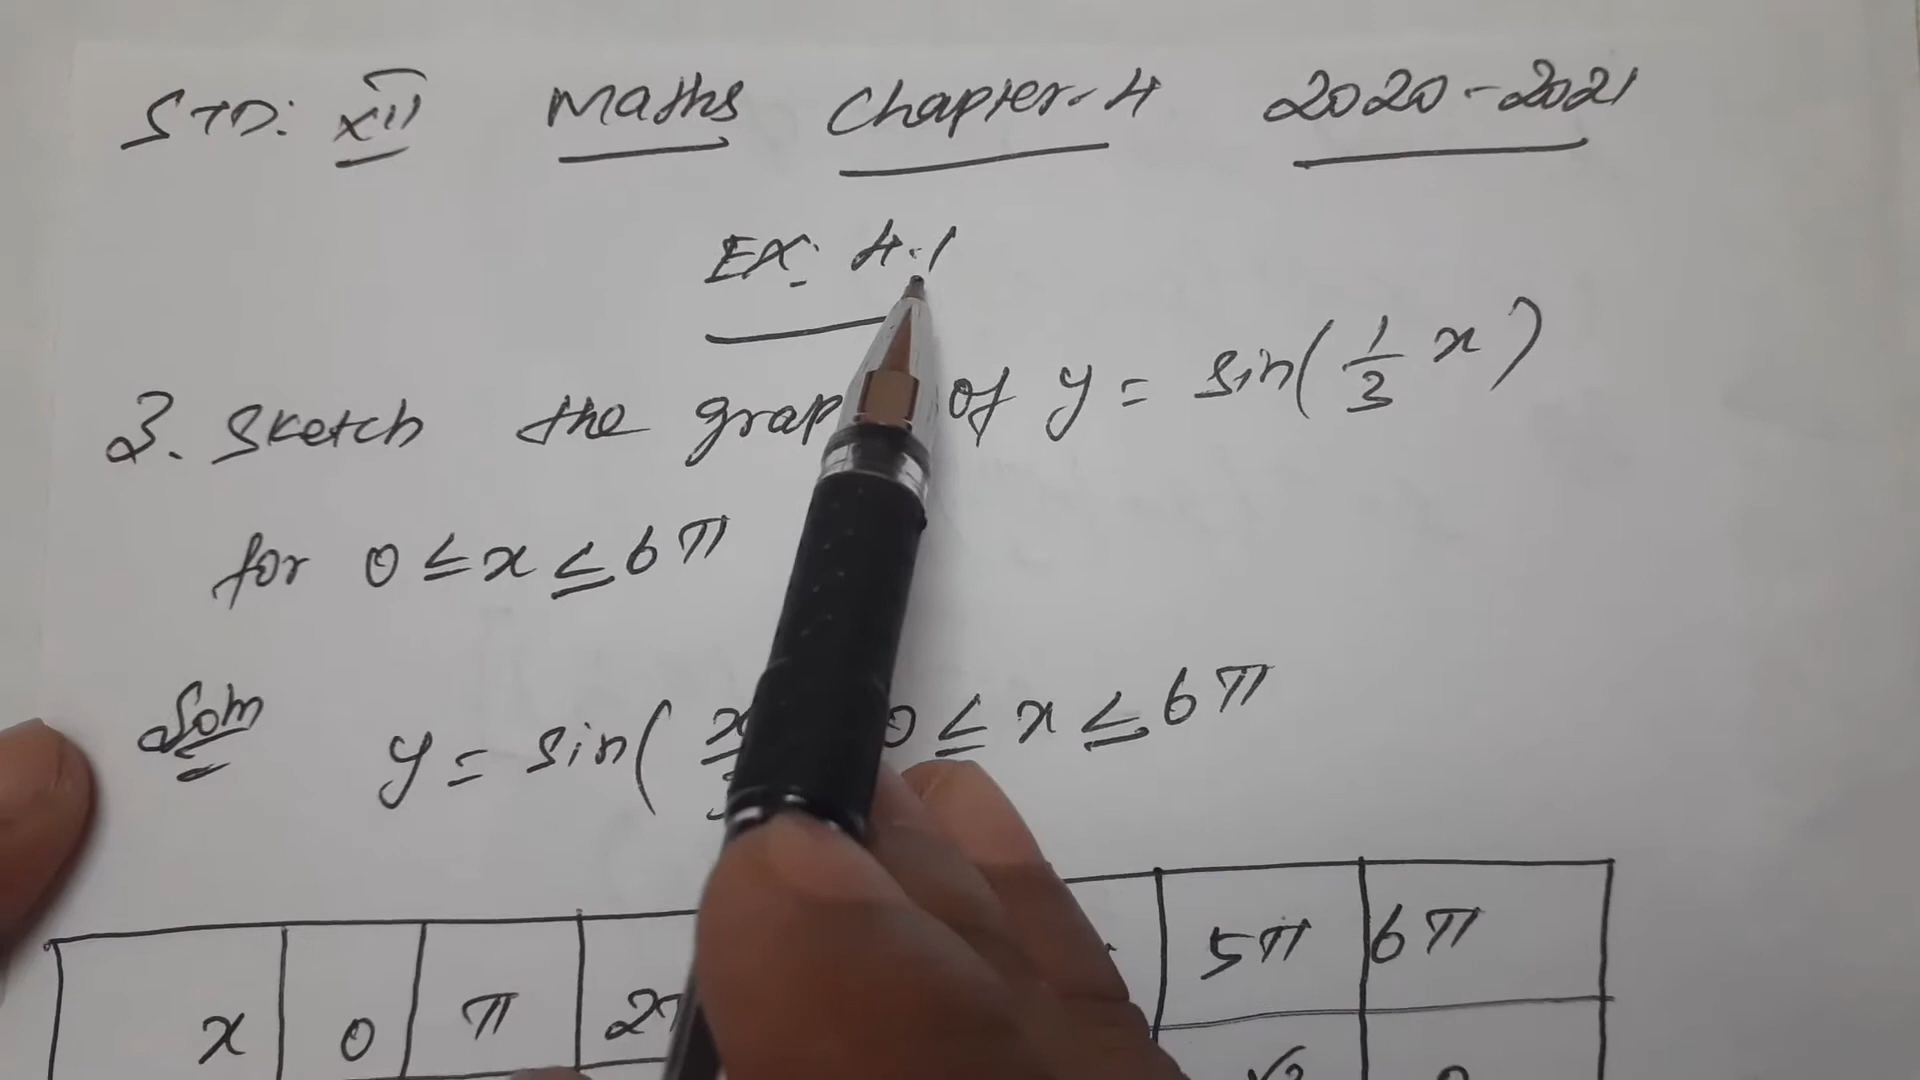 STD: XII Maths Chapter-4 2020-2021
EX: 4.1
3. Sketch the grap of y = sin(1/3 x)
for 0 ≤ x ≤ 6π
Soln y = sin( 0 ≤ x ≤ 6π
x 0 π 5π 6π